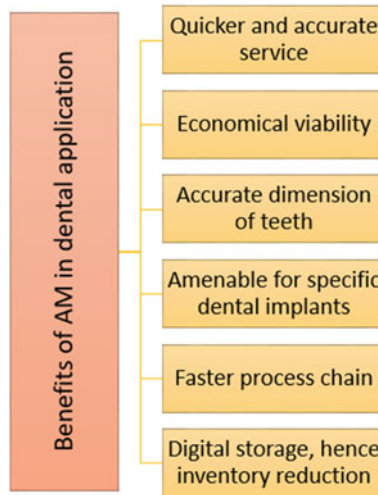 Benefits of AM in dental application
Quicker and accurate
service
Economical viability
Accurate dimension
of teeth
Amenable for specific
dental implants
Faster process chain
Digital storage, hence
inventory reduction